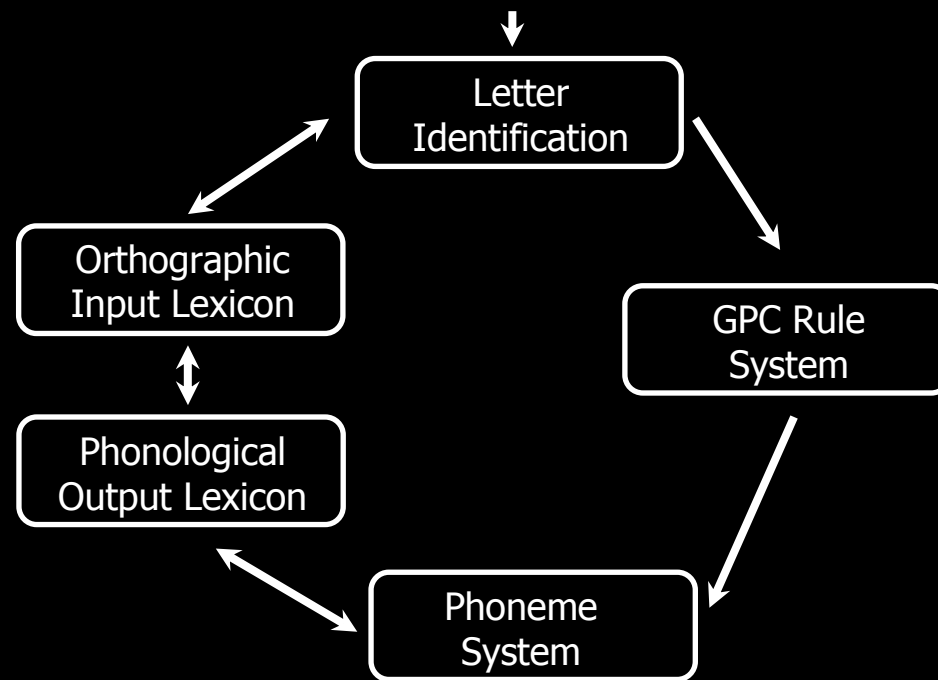 Letter
Identification
Orthographic
Input Lexicon
GPC Rule
System
Phonological
Output Lexicon
Phoneme
System